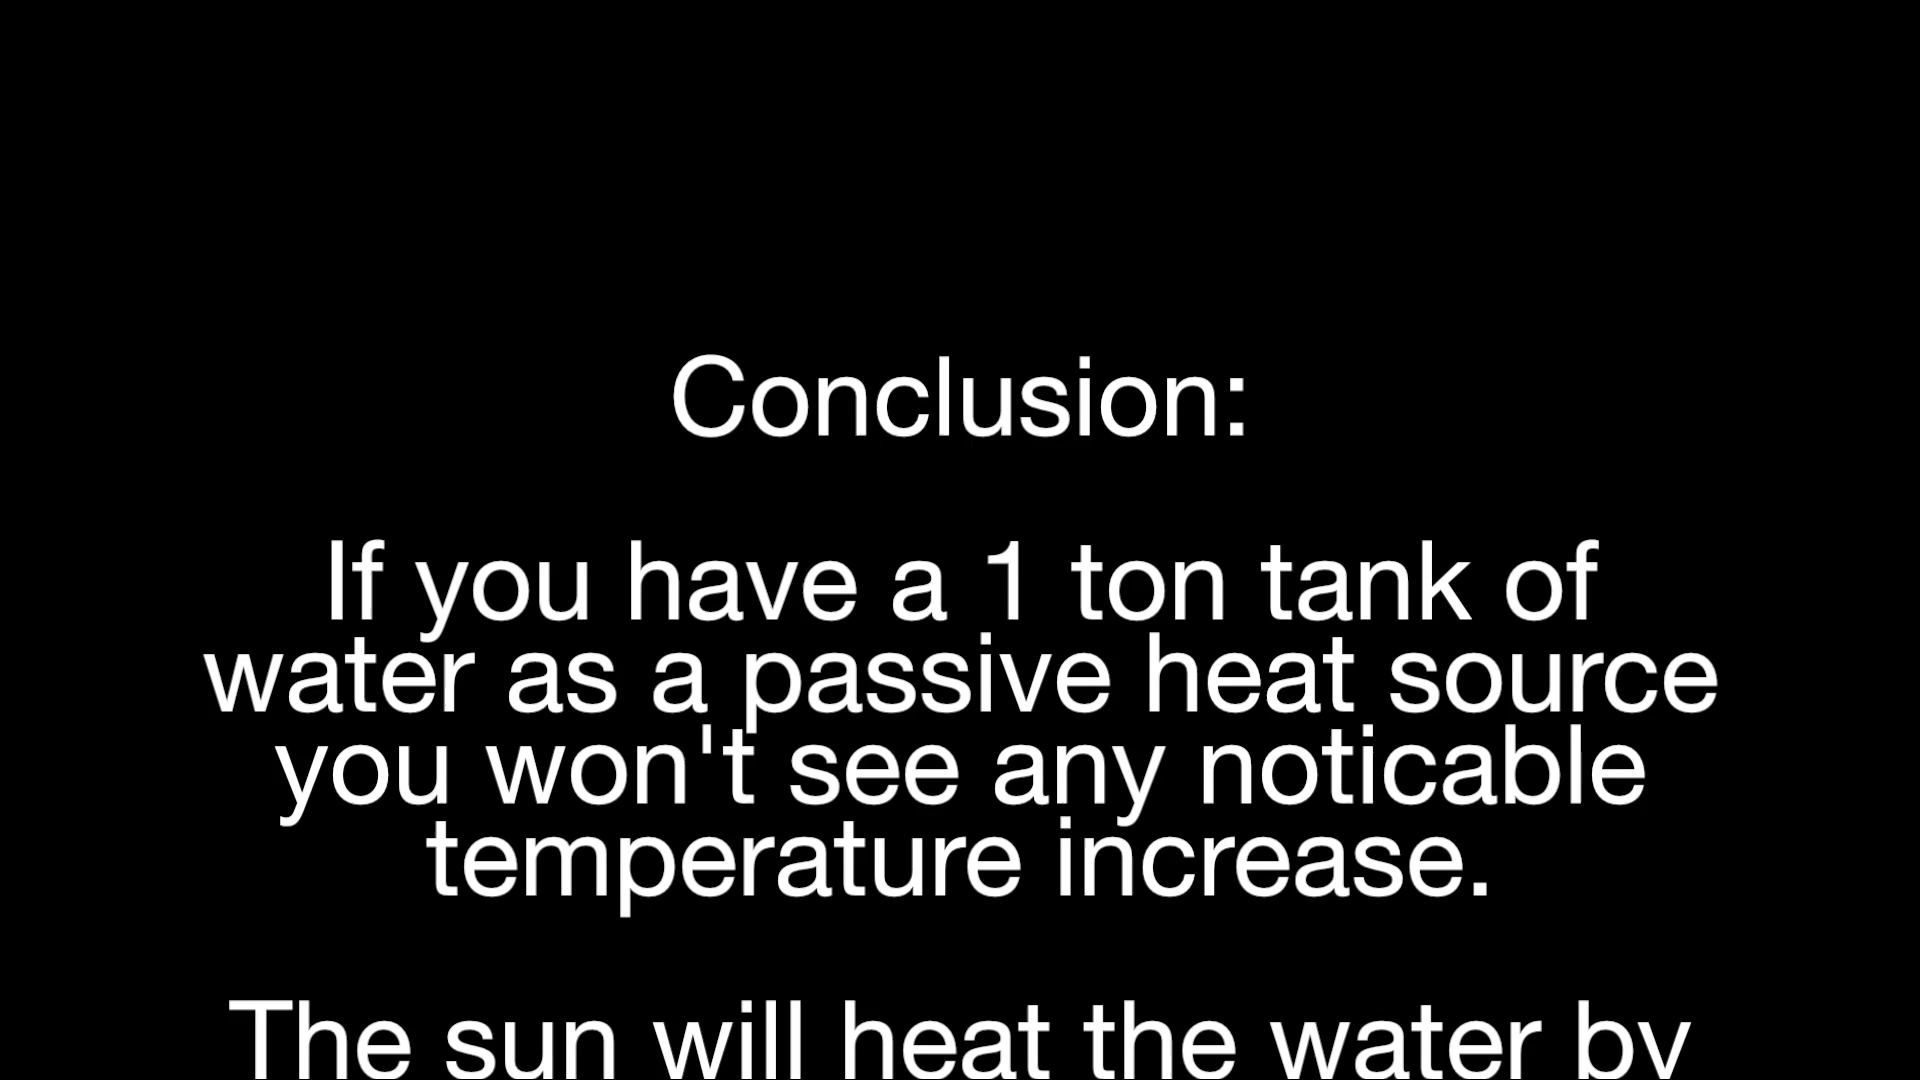 Conclusion:
If you have a 1 ton tank of
water as a passive heat source
you won't see any noticable
temperature increase.
The sun will heat the water by